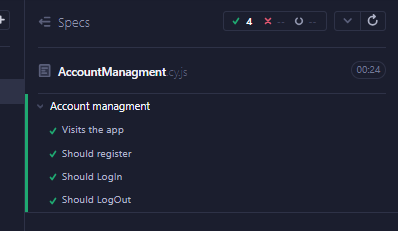 Specs
4 -- --
AccountManagment.cy.js
00:24
Account managment
Visits the app
Should register
Should LogIn
Should LogOut